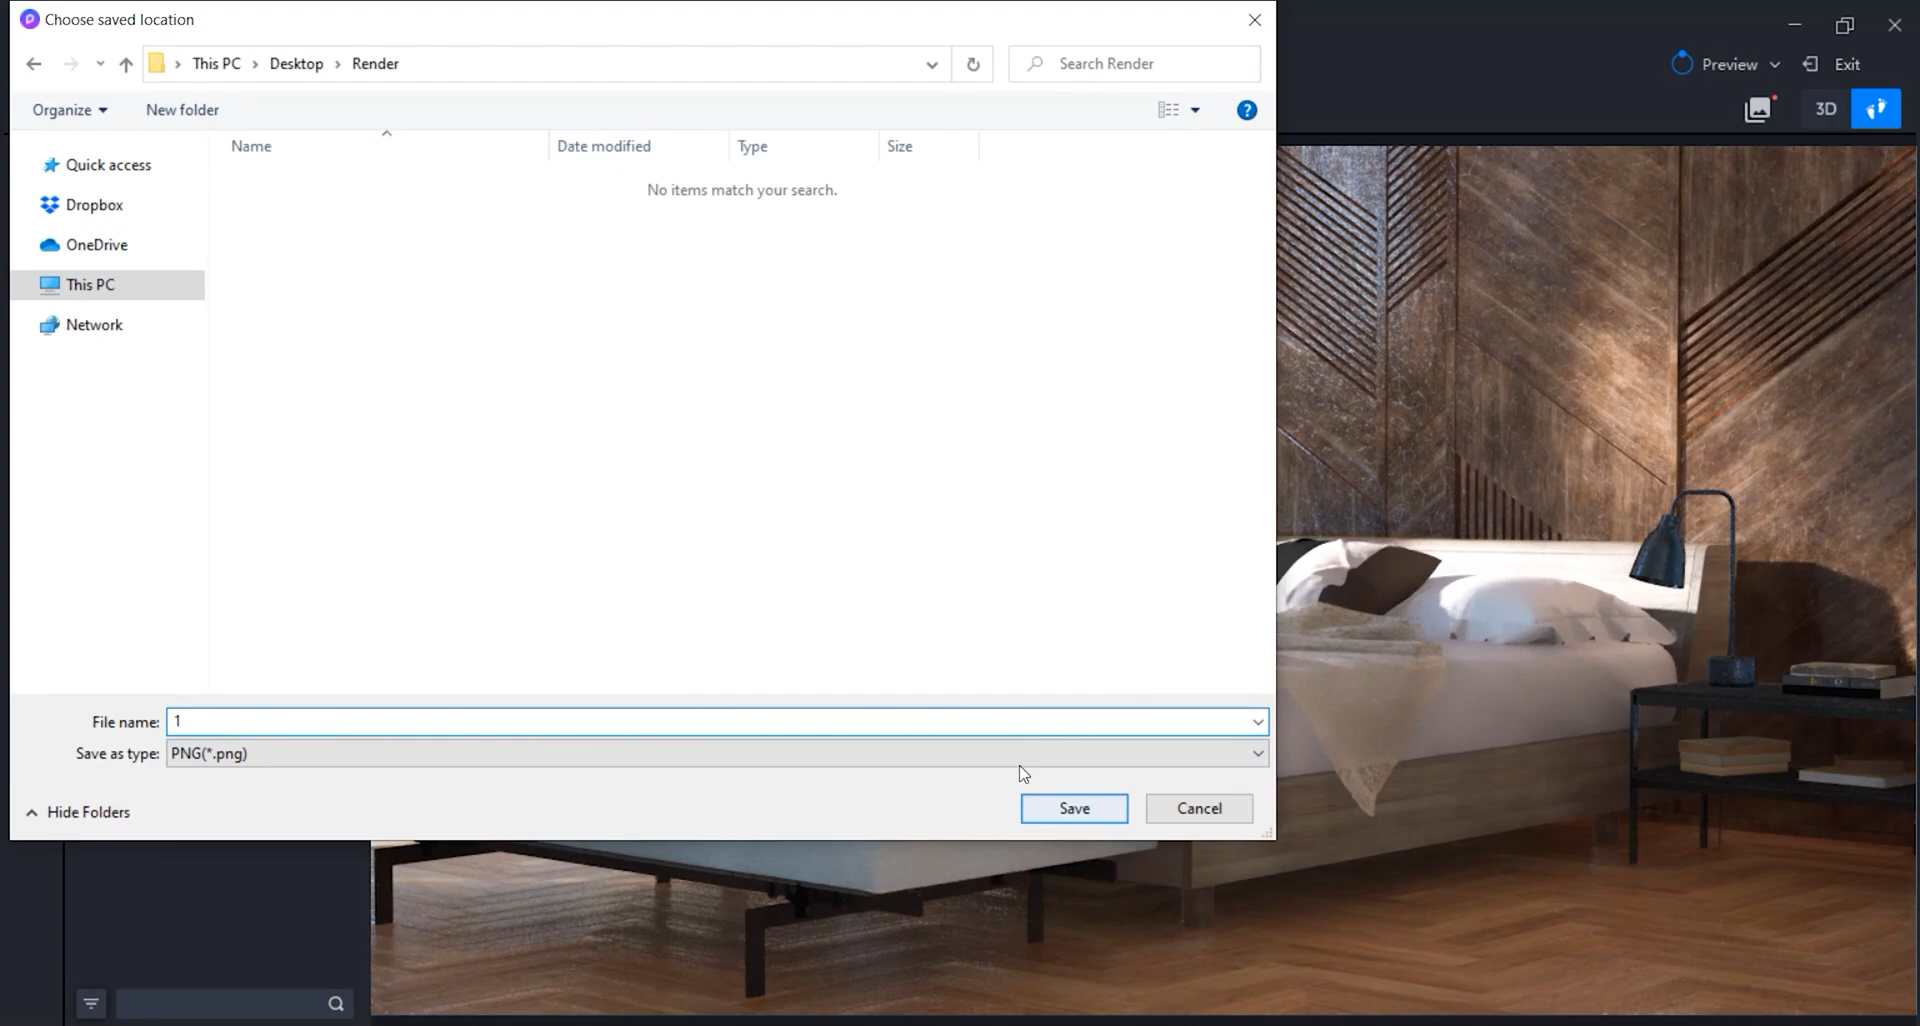 Choose saved location
This PC > Desktop > Render
Search Render
Preview
Exit
Organize
New folder
?
3D
Name
Date modified
Type
Size
Quick access
No items match your search.
Dropbox
OneDrive
This PC
Network
File name: 1
Save as type: PNG(*.png)
Hide Folders
Save
Cancel